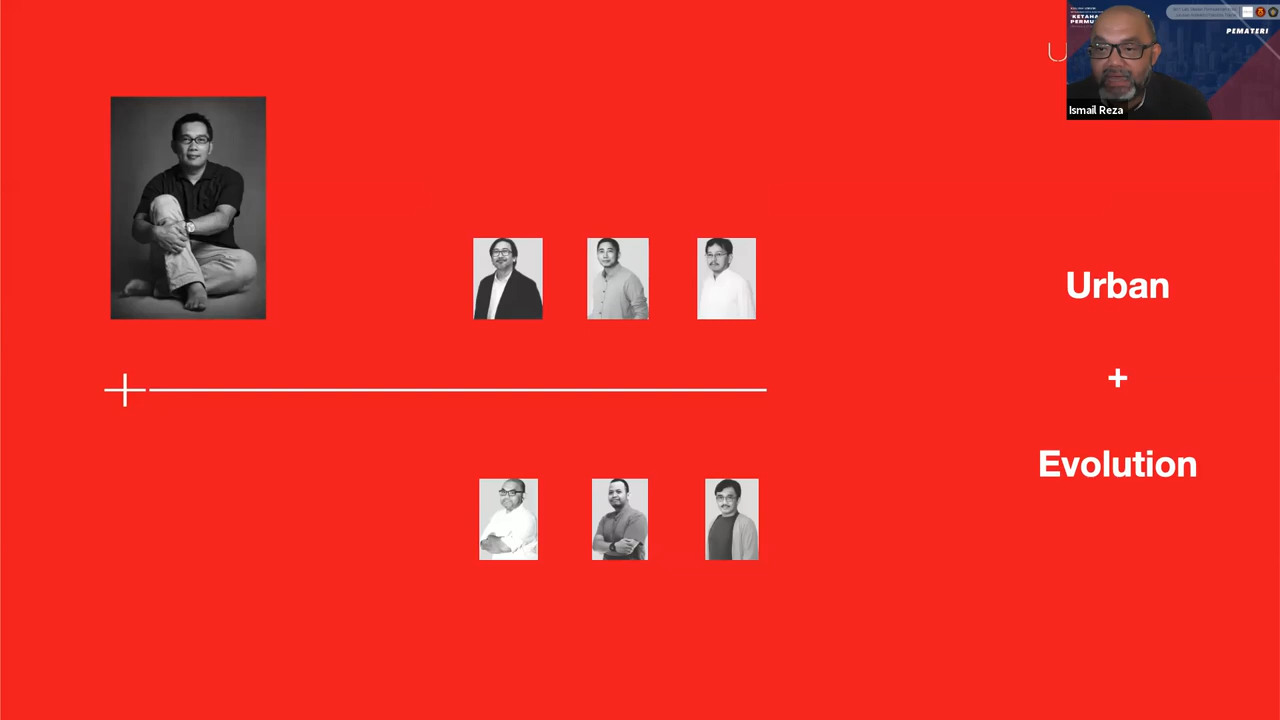 U
PEMATERI
Ismail Reza
Urban
+
Evolution